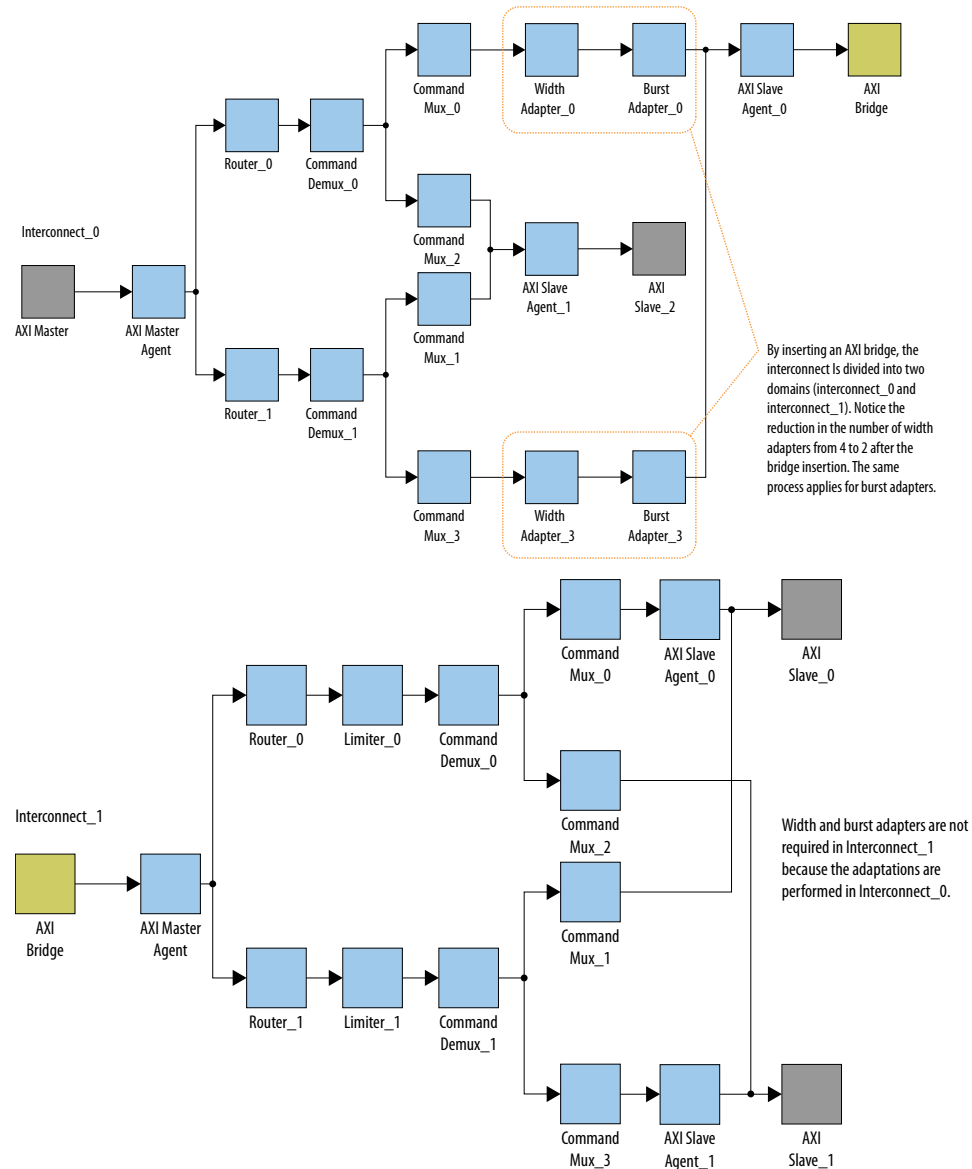 Command
Mux_0
Width
Adapter_0
Burst
Adapter_0
AXI Slave
Agent_0
AXI
Bridge
Router_0
Command
Demux_0
Interconnect_0
Command
Mux_2
AXI Slave
Agent_1
AXI
Slave_2
AXI Master
AXI Master
Agent
Command
Mux_1
By inserting an AXI bridge, the
interconnect Is divided into two
domains (interconnect_0 and
interconnect_1). Notice the
reduction in the number of width
adapters from 4 to 2 after the
bridge insertion. The same
process applies for burst adapters.
Router_1
Command
Demux_1
Command
Mux_3
Width
Adapter_3
Burst
Adapter_3
Command
Mux_0
AXI Slave
Agent_0
AXI
Slave_0
Router_0
Limiter_0
Command
Demux_0
Interconnect_1
Command
Mux_2
Width and burst adapters are not
required in Interconnect_1
because the adaptations are
performed in Interconnect_0.
AXI
Bridge
AXI Master
Agent
Command
Mux_1
Router_1
Limiter_1
Command
Demux_1
Command
Mux_3
AXI Slave
Agent_1
AXI
Slave_1